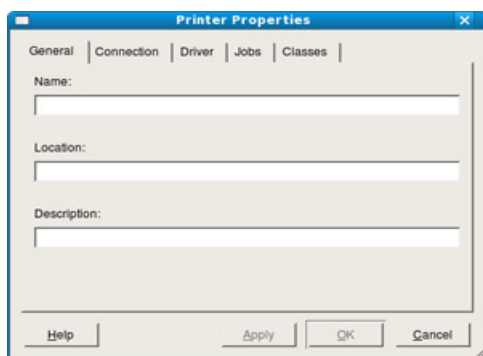 Printer Properties
General Connection Driver Jobs Classes
Name:
Location:
Description:
Help Apply OK Cancel